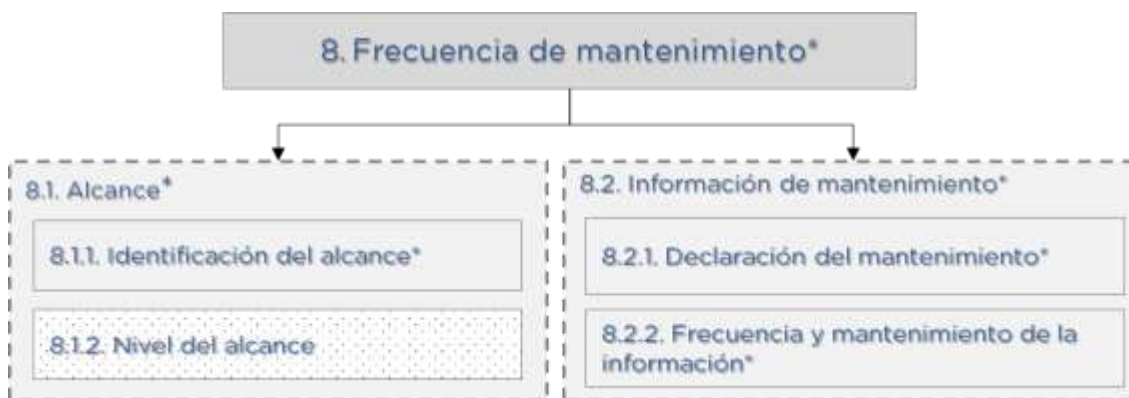 8. Frecuencia de mantenimiento*
8.1. Alcance*
8.1.1. Identificación del alcance*
8.1.2. Nivel del alcance
8.2. Información de mantenimiento*
8.2.1. Declaración del mantenimiento*
8.2.2. Frecuencia y mantenimiento de la
información*